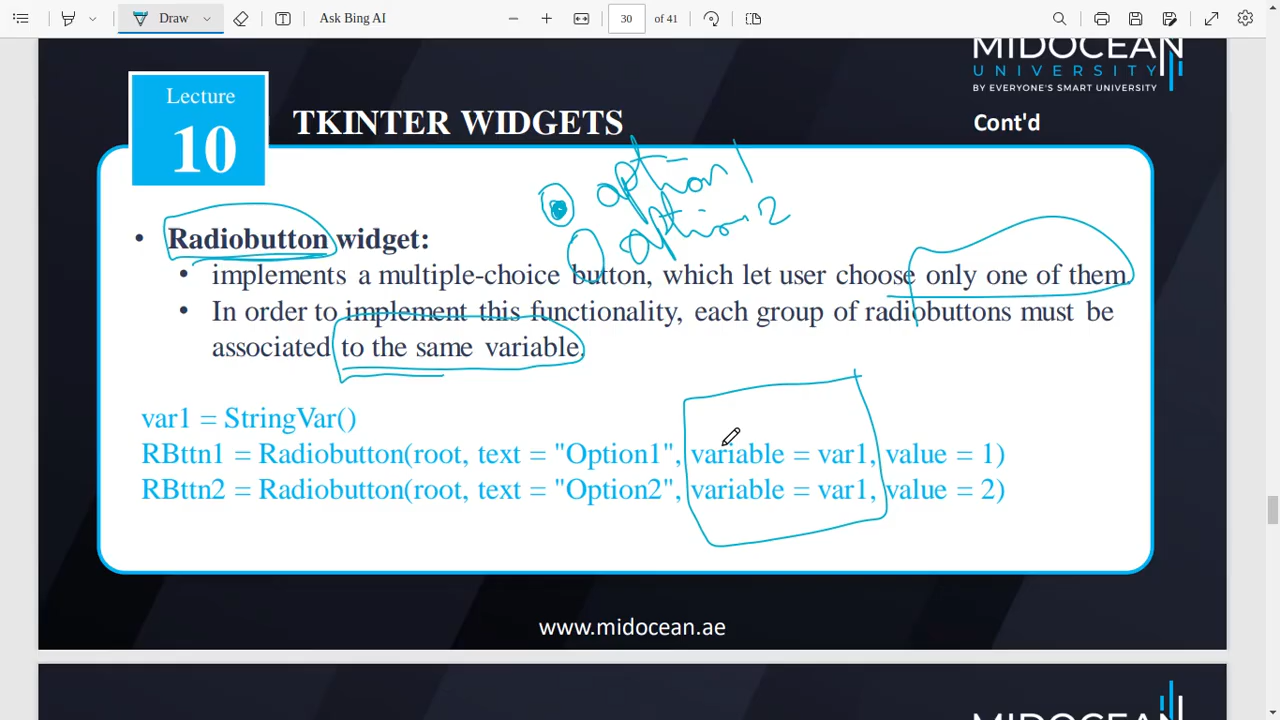 Draw
Ask Bing AI
30 of 41
MIDOCEAN
UNIVERSITY
BY EVERYONE'S SMART UNIVERSITY
Lecture
10
TKINTER WIDGETS
Cont'd
option 1
option 2
• Radiobutton widget:
• implements a multiple-choice button, which let user choose only one of them.
• In order to implement this functionality, each group of radiobuttons must be
associated to the same variable.
var1 = StringVar()
RBttn1 = Radiobutton(root, text = "Option1", variable = var1, value = 1)
RBttn2 = Radiobutton(root, text = "Option2", variable = var1, value = 2)
www.midocean.ae
MIDOCEAN